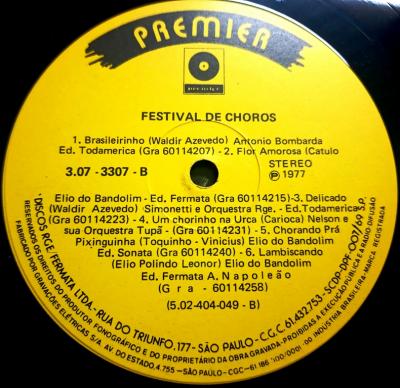 PREMIER
premier
FESTIVAL DE CHOROS
1. Brasileirinho (Waldir Azevedo) Antonio Bombarda
Ed. Todamerica (Gra 60114207) - 2. Flor Amorosa (Catulo
3.07 - 3307 - B
STEREO
P 1977
Elio do Bandolim - Ed. Fermata (Gra 60114215)-3. Delicado
(Waldir Azevedo) Simonetti e Orquestra Rge. - Ed.Todamerica
(Gra 60114223) - 4. Um chorinho na Urca (Carioca) Nelson e
sua Orquestra Tupã - (Gra 60114231) - 5. Chorando Prá
Pixinguinha (Toquinho - Vinicius) Elio do Bandolim
Ed. Sonata (Gra 60114240) - 6. Lambiscando
(Elio Polindo Leonor) Elio do Bandolim
Ed. Fermata A. Napoleão
(Gra - 60114258)
(5.02-404-049 - B)
DISCOS RGE/FERMATA LTDA.- RUA DO TRIUNFO, 177 - SÃO PAULO - C.G.C. 61.432.753 - SCDP-DPF-007/69 S.P.
RESERVADOS OS DIREITOS DO PRODUTOR FONOGRÁFICO E DO PROPRIETÁRIO DA OBRA GRAVADA-PROIBIDAS A EXECUÇÃO PÚBLICA E A RADIO DIFUSÃO
FABRICADO POR GRAVAÇÕES ELÉTRICAS S/A AV. DO ESTADO, 4.755 - SÃO PAULO - CGC-61 186 INDÚSTRIA BRASILEIRA-MARCA REGISTRADA